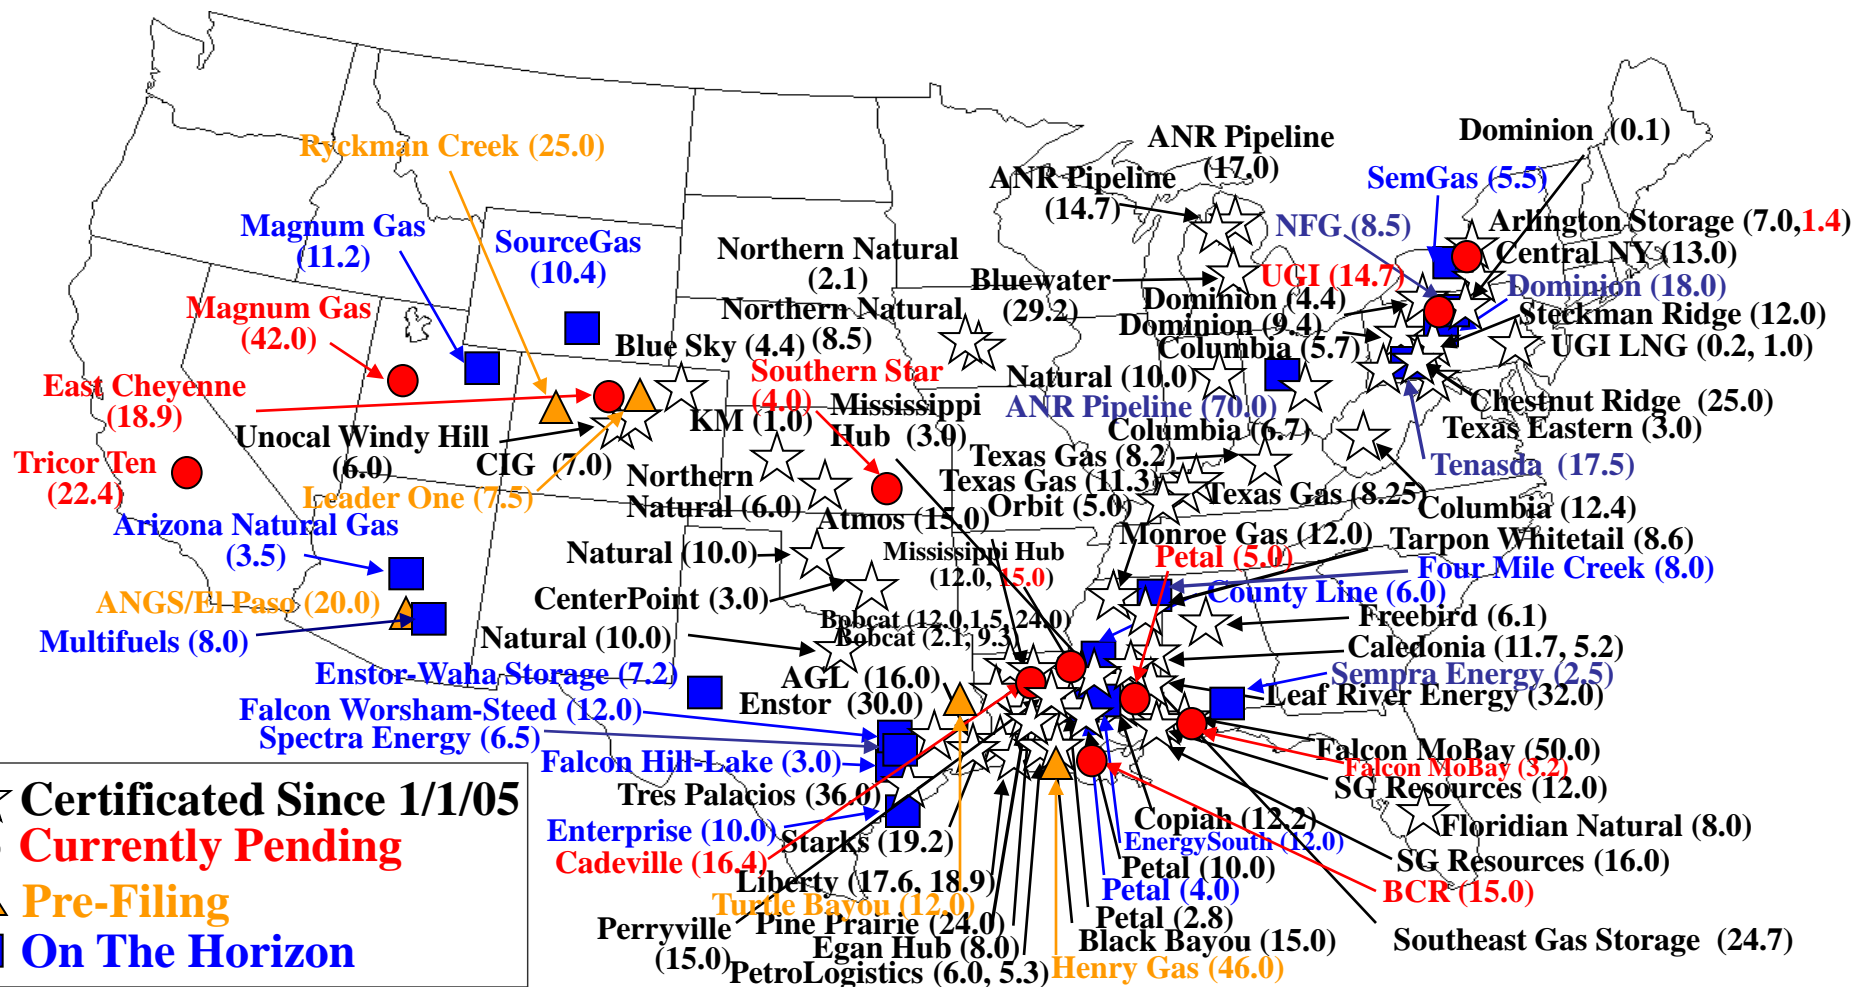 Ryckman Creek (25.0)
Magnum Gas
(11.2)
SourceGas
(10.4)
Magnum Gas
(42.0)
East Cheyenne
(18.9)
Tricor Ten
(22.4)
Unocal Windy Hill
(6.0)
CIG (7.0)
Leader One (7.5)
Arizona Natural Gas
(3.5)
ANGS/El Paso (20.0)
Multifuels (8.0)
Northern Natural
(2.1)
Northern Natural
(8.5)
Blue Sky (4.4)
Southern Star
(4.0)
KM (1.0)
Mississippi
Hub (3.0)
Northern
Natural (6.0)
Atmos (15.0)
Natural (10.0)
CenterPoint (3.0)
Natural (10.0)
Mississippi Hub
(12.0, 15.0)
Bobcat (12.0,1.5, 24.0)
Bobcat (2.1, 9.3)
AGL (16.0)
Enstor (30.0)
Enstor-Waha Storage (7.2)
Falcon Worsham-Steed (12.0)
Spectra Energy (6.5)
Falcon Hill-Lake (3.0)
Tres Palacios (36.0)
Enterprise (10.0)
Starks (19.2)
Cadeville (16.4)
Liberty (17.6, 18.9)
Turtle Bayou (12.0)
Perryville
(15.0)
Pine Prairie (24.0)
Egan Hub (8.0)
PetroLogistics (6.0, 5.3)
Henry Gas (46.0)
Black Bayou (15.0)
Petal (2.8)
Petal (4.0)
Petal (10.0)
EnergySouth (12.0)
Copiah (12.2)
BCR (15.0)
Southeast Gas Storage (24.7)
SG Resources (16.0)
Floridian Natural (8.0)
SG Resources (12.0)
Falcon MoBay (3.2)
Falcon MoBay (50.0)
Leaf River Energy (32.0)
Sempra Energy (2.5)
Caledonia (11.7, 5.2)
Freebird (6.1)
County Line (6.0)
Four Mile Creek (8.0)
Tarpon Whitetail (8.6)
Petal (5.0)
Monroe Gas (12.0)
Columbia (12.4)
Texas Gas (8.25)
Orbit (5.0)
Texas Gas (11.3)
Texas Gas (8.2)
Columbia (6.7)
ANR Pipeline (70.0)
Natural (10.0)
Columbia (5.7)
Dominion (9.4)
Dominion (4.4)
UGI (14.7)
Bluewater
(29.2)
ANR Pipeline
(14.7)
ANR Pipeline
(17.0)
Dominion (0.1)
SemGas (5.5)
NFG (8.5)
Arlington Storage (7.0,1.4)
Central NY (13.0)
Dominion (18.0)
Steckman Ridge (12.0)
UGI LNG (0.2, 1.0)
Chestnut Ridge (25.0)
Texas Eastern (3.0)
Tenasda (17.5)
Certificated Since 1/1/05
Currently Pending
Pre-Filing
On The Horizon